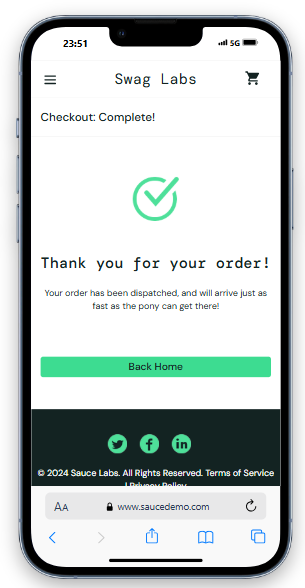 23:51
5G
Swag Labs
Checkout: Complete!
Thank you for your order!
Your order has been dispatched, and will arrive just as
fast as the pony can get there!
Back Home
© 2024 Sauce Labs. All Rights Reserved. Terms of Service
| Privacy Policy
AA
www.saucedemo.com